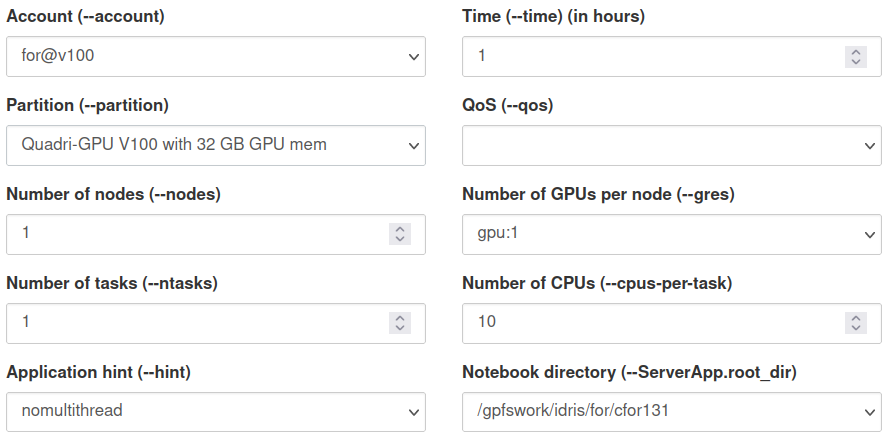 Account (--account)
Time (--time) (in hours)
for@v100
1
Partition (--partition)
QoS (--qos)
Quadri-GPU V100 with 32 GB GPU mem
Number of nodes (--nodes)
Number of GPUs per node (--gres)
1
gpu:1
Number of tasks (--ntasks)
Number of CPUs (--cpus-per-task)
1
10
Application hint (--hint)
Notebook directory (--ServerApp.root_dir)
nomultithread
/gpfswork/idris/for/cfor131